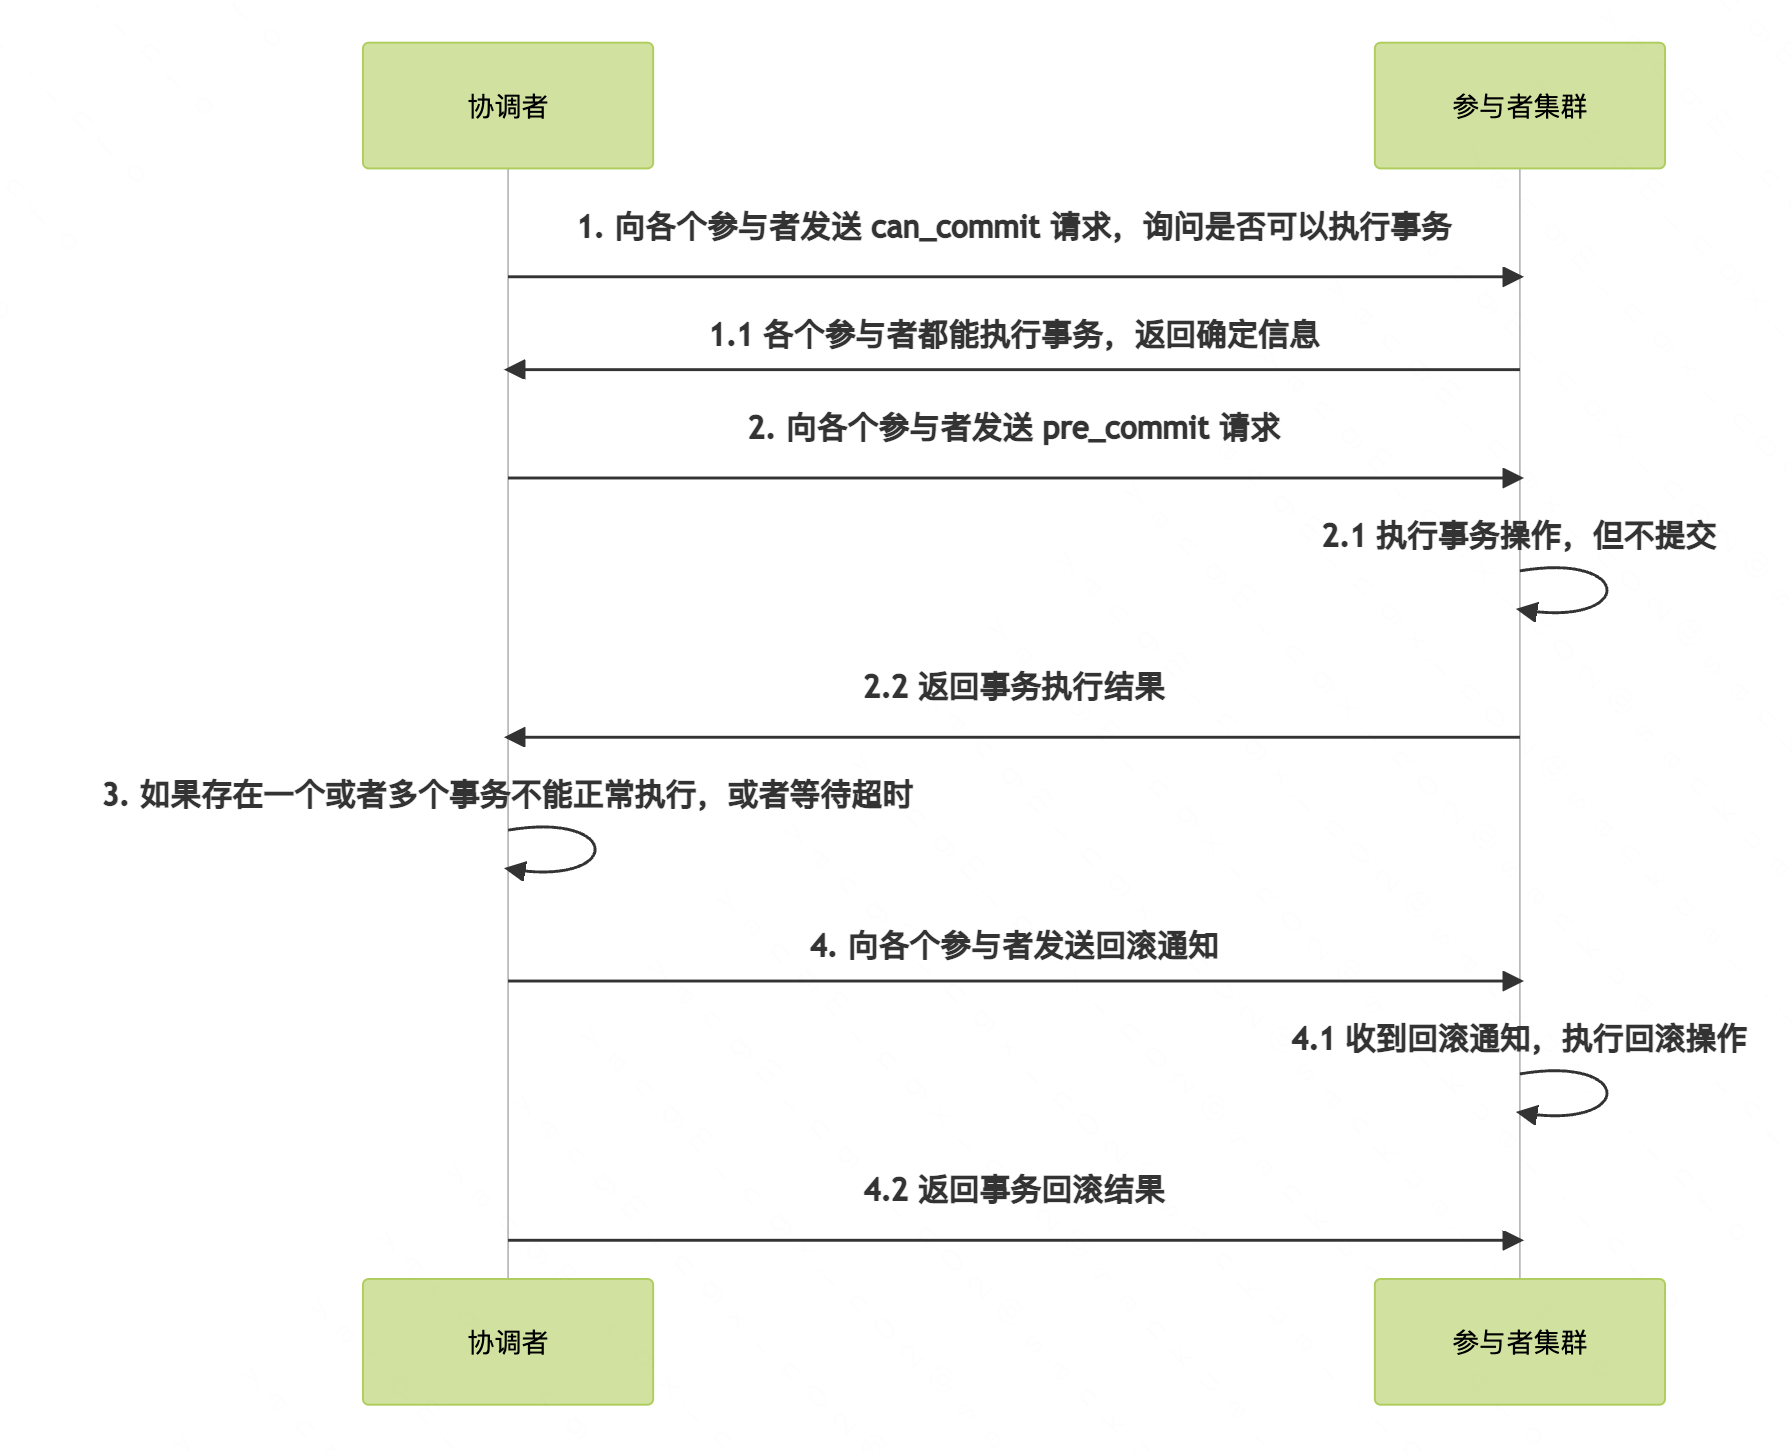 协调者
参与者集群
1. 向各个参与者发送 can_commit 请求，询问是否可以执行事务
1.1 各个参与者都能执行事务，返回确定信息
2. 向各个参与者发送 pre_commit 请求
2.1 执行事务操作，但不提交
2.2 返回事务执行结果
3. 如果存在一个或者多个事务不能正常执行，或者等待超时
4. 向各个参与者发送回滚通知
4.1 收到回滚通知，执行回滚操作
4.2 返回事务回滚结果
协调者
参与者集群